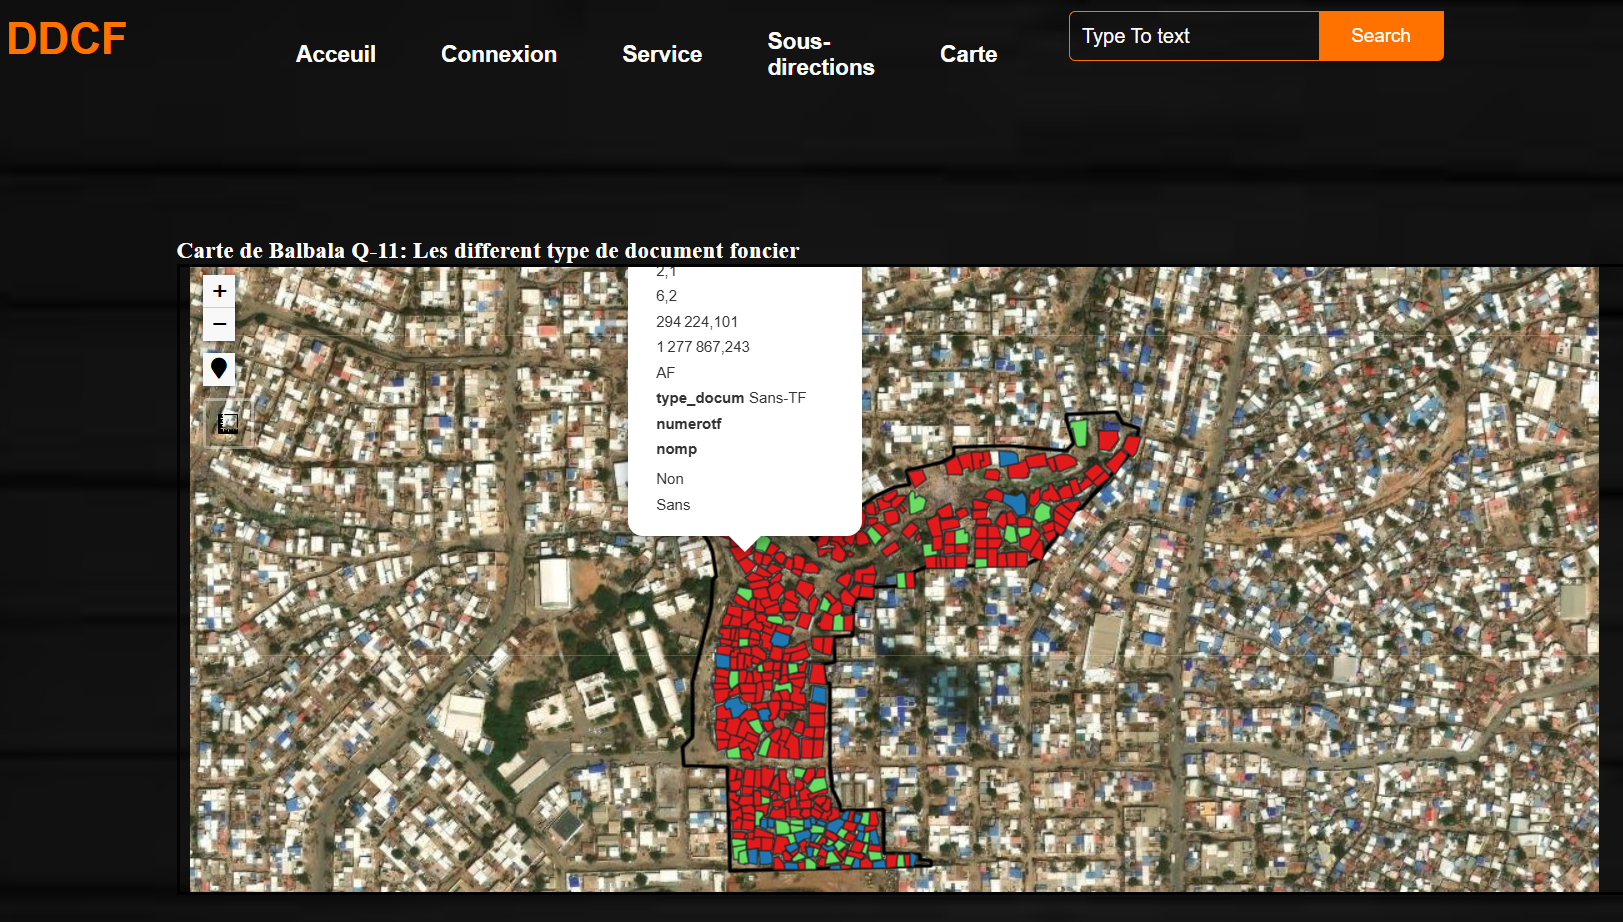 DDCF
Acceuil
Connexion
Service
Sous-
directions
Carte
Type To text
Search
Carte de Balbala Q-11: Les different type de document foncier
+
−
2,1
6,2
294 224,101
1 277 867,243
AF
type_docum Sans-TF
numerotf
nomp
Non
Sans